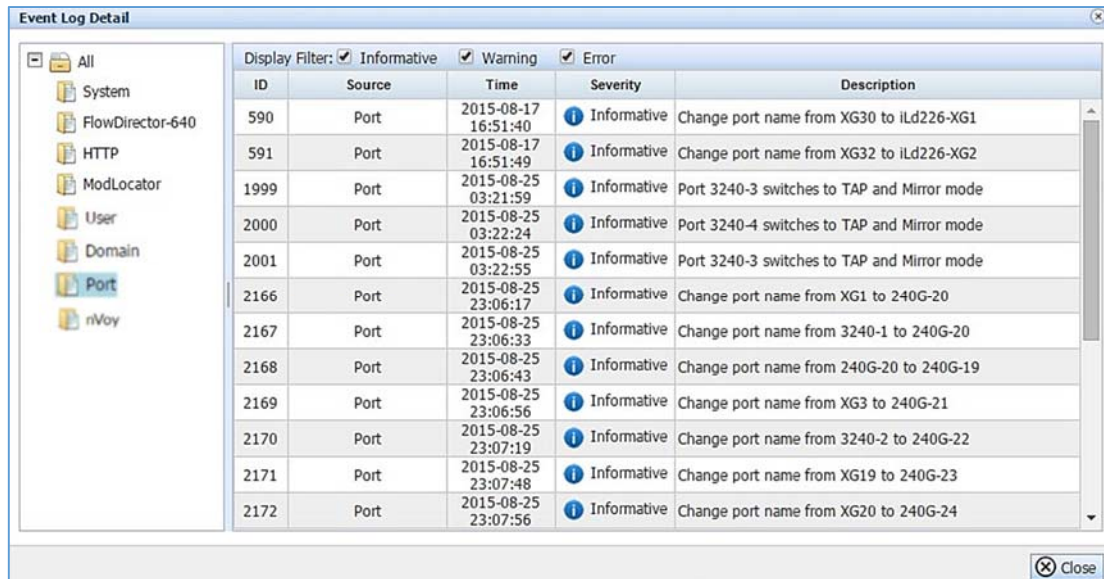 Event Log Detail
All
System
FlowDirector-640
HTTP
ModLocator
User
Domain
Port
nVoy
Display Filter: Informative Warning Error
ID Source Time Severity Description
590 Port 2015-08-17 16:51:40 Informative Change port name from XG30 to iLd226-XG1
591 Port 2015-08-17 16:51:49 Informative Change port name from XG32 to iLd226-XG2
1999 Port 2015-08-25 03:21:59 Informative Port 3240-3 switches to TAP and Mirror mode
2000 Port 2015-08-25 03:22:24 Informative Port 3240-4 switches to TAP and Mirror mode
2001 Port 2015-08-25 03:22:55 Informative Port 3240-3 switches to TAP and Mirror mode
2166 Port 2015-08-25 23:06:17 Informative Change port name from XG1 to 240G-20
2167 Port 2015-08-25 23:06:33 Informative Change port name from 3240-1 to 240G-20
2168 Port 2015-08-25 23:06:43 Informative Change port name from 240G-20 to 240G-19
2169 Port 2015-08-25 23:06:56 Informative Change port name from XG3 to 240G-21
2170 Port 2015-08-25 23:07:19 Informative Change port name from 3240-2 to 240G-22
2171 Port 2015-08-25 23:07:48 Informative Change port name from XG19 to 240G-23
2172 Port 2015-08-25 23:07:56 Informative Change port name from XG20 to 240G-24
Close